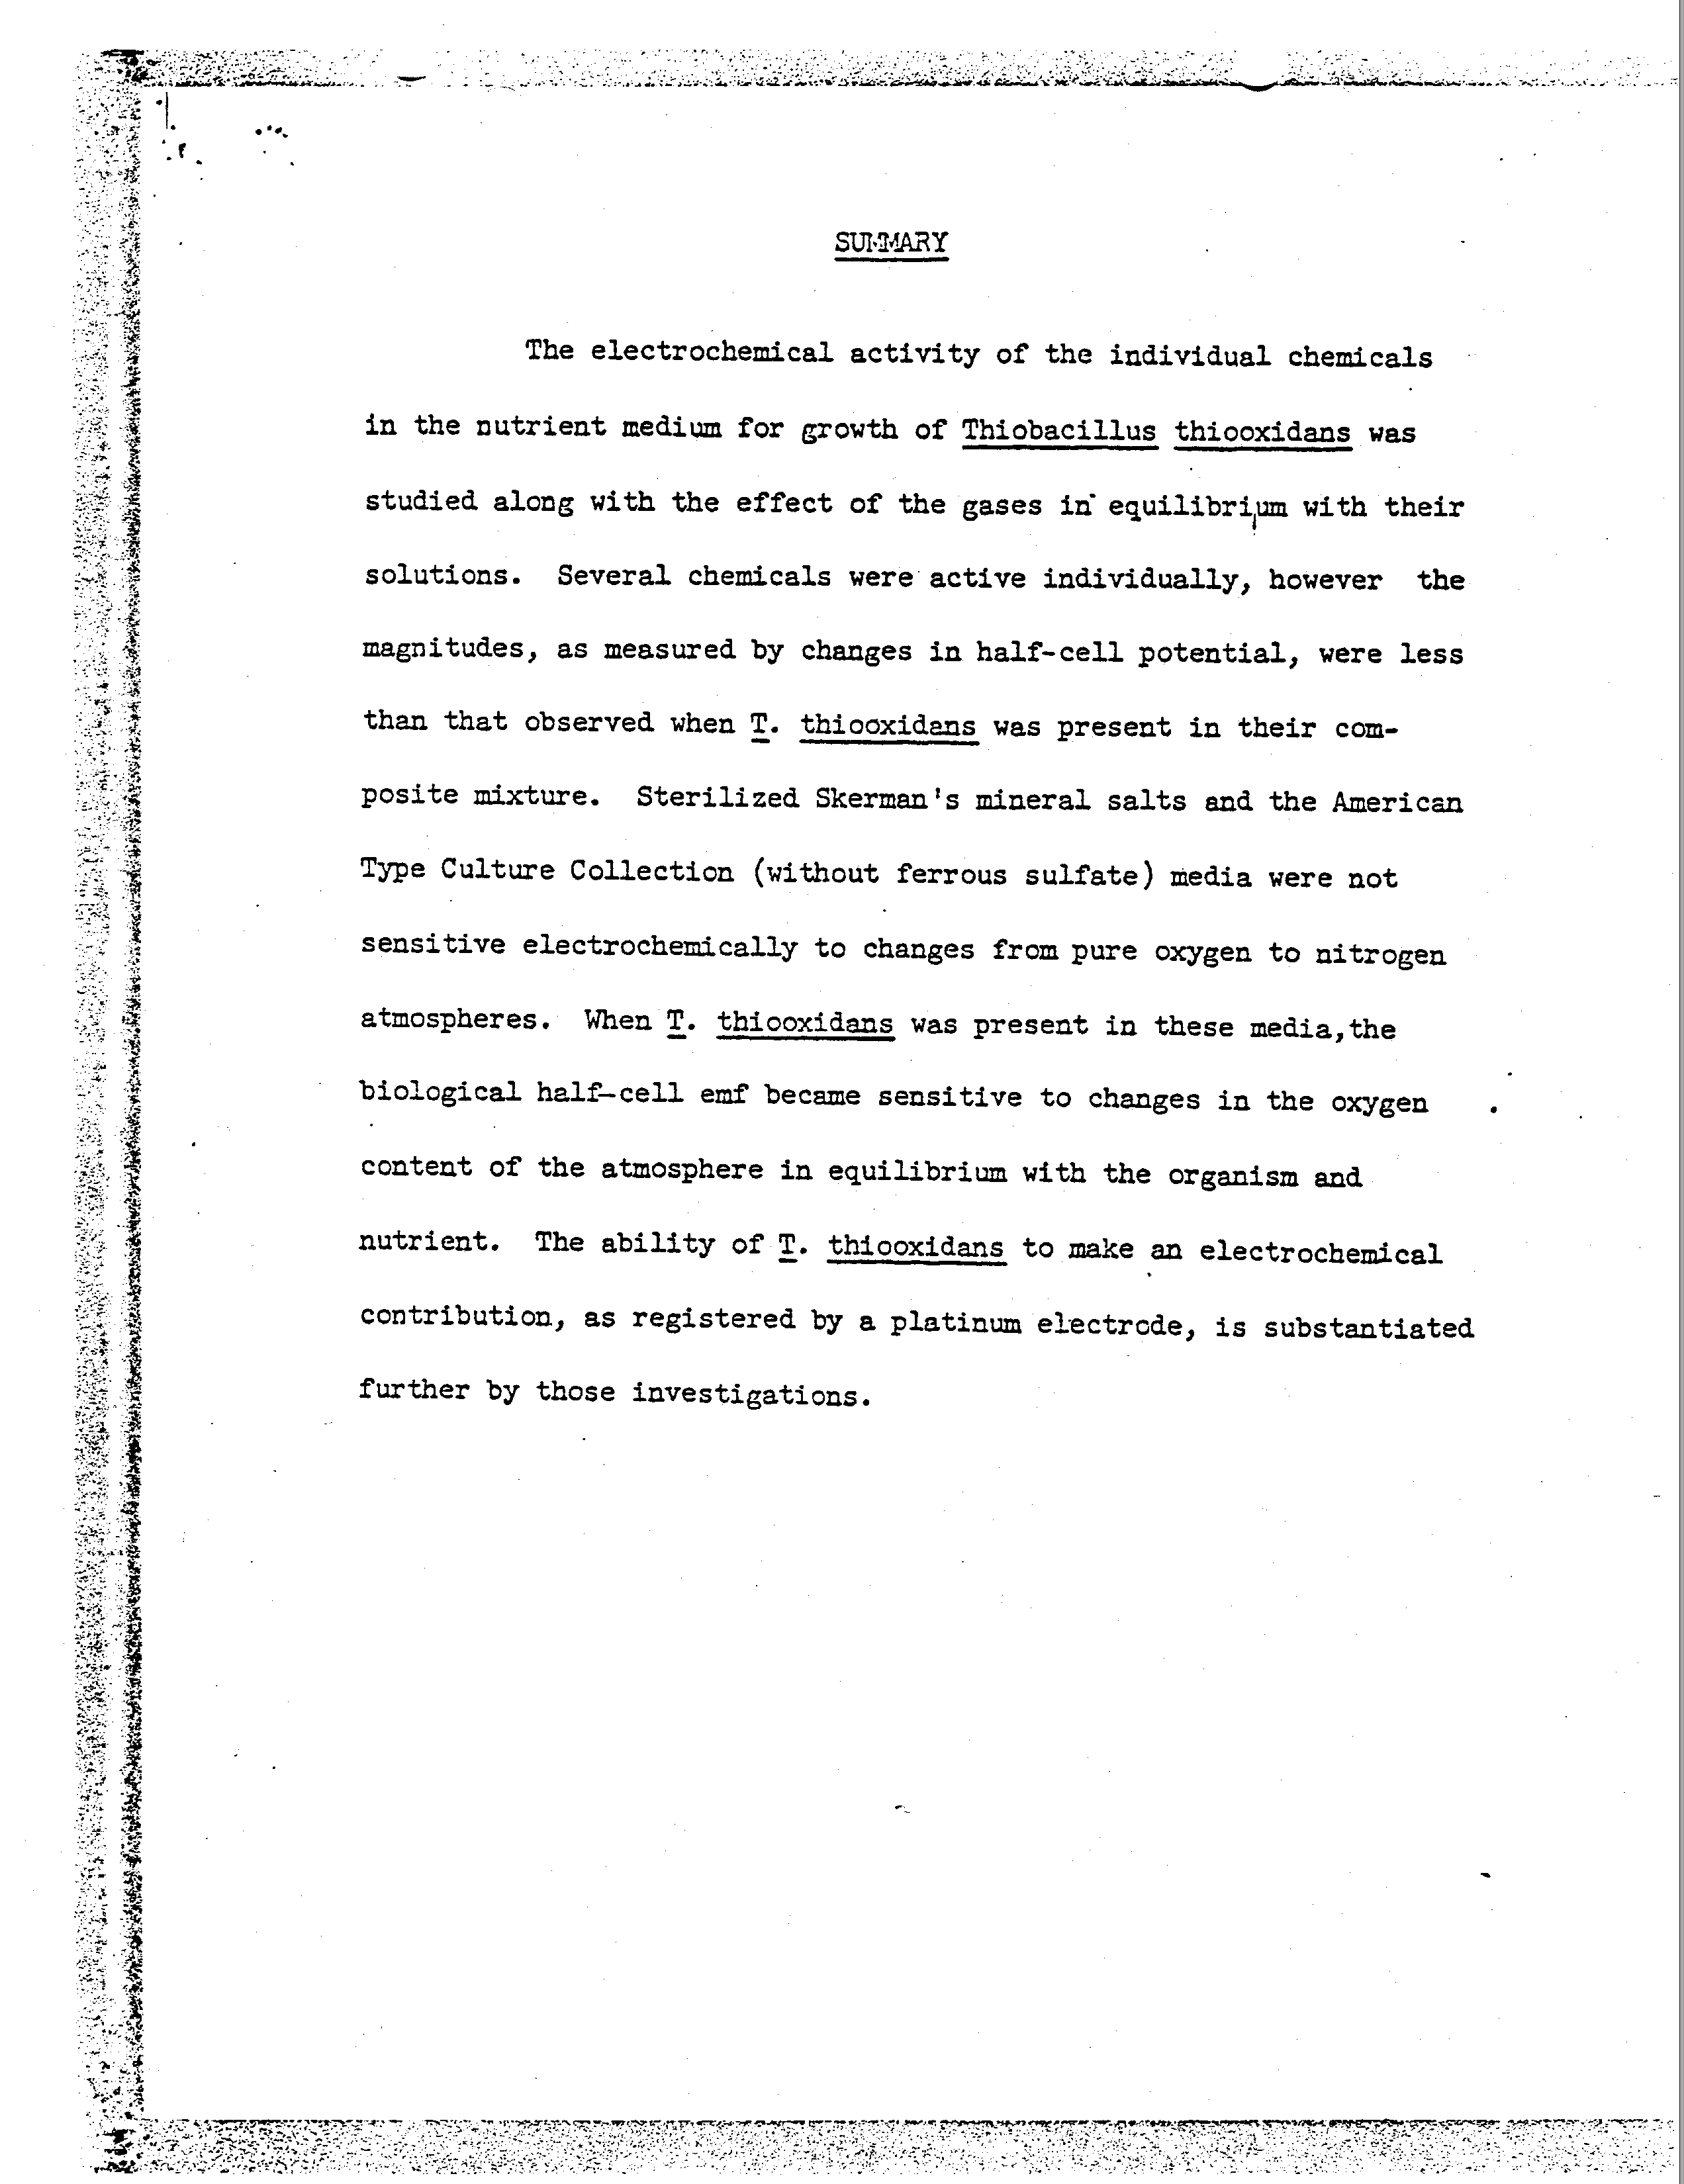 SUMMARY
The electrochemical activity of the individual chemicals
in the nutrient medium for growth of Thiobacillus thiooxidans was
studied along with the effect of the gases in equilibrium with their
solutions. Several chemicals were active individually, however the
magnitudes, as measured by changes in half-cell potential, were less
than that observed when T. thiooxidans was present in their com-
posite mixture. Sterilized Skerman's mineral salts and the American
Type Culture Collection (without ferrous sulfate) media were not
sensitive electrochemically to changes from pure oxygen to nitrogen
atmospheres. When T. thiooxidans was present in these media,the
biological half-cell emf became sensitive to changes in the oxygen
content of the atmosphere in equilibrium with the organism and
nutrient. The ability of T. thiooxidans to make an electrochemical
contribution, as registered by a platinum electrode, is substantiated
further by those investigations.